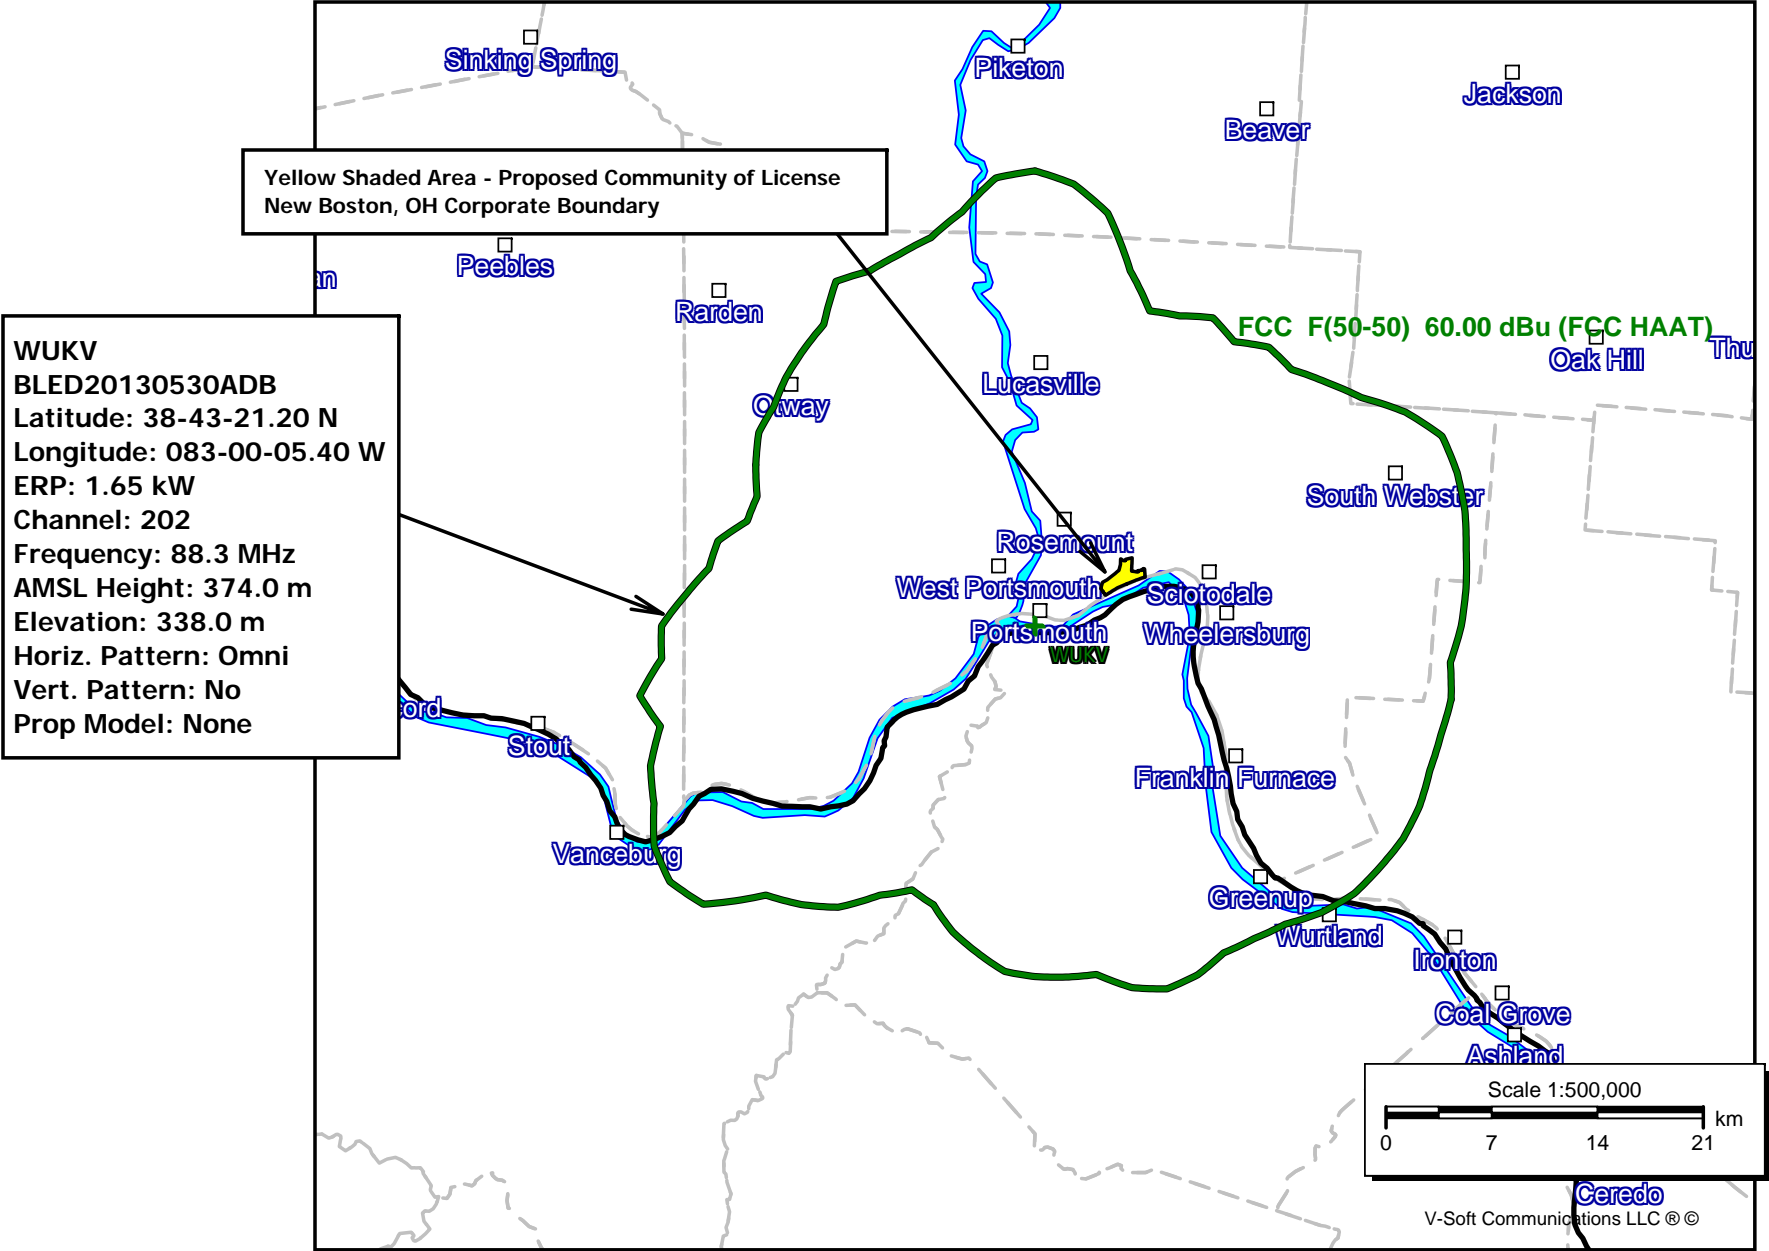 Sinking Spring
Piketon
Jackson
Beaver
Yellow Shaded Area - Proposed Community of License
New Boston, OH Corporate Boundary
Peebles
an
Rarden
FCC F(50-50) 60.00 dBu (FCC HAAT)
Thu
Oak Hill
WUKV
BLED20130530ADB
Latitude: 38-43-21.20 N
Longitude: 083-00-05.40 W
ERP: 1.65 kW
Channel: 202
Frequency: 88.3 MHz
AMSL Height: 374.0 m
Elevation: 338.0 m
Horiz. Pattern: Omni
Vert. Pattern: No
Prop Model: None
Lucasville
Otway
South Webster
Rosemount
West Portsmouth
Sciotodale
Portsmouth
Wheelersburg
WUKV
ord
Stout
Franklin Furnace
Vanceburg
Greenup
Wurtland
Ironton
Coal Grove
Ashland
Scale 1:500,000
km
0 7 14 21
Ceredo
V-Soft Communications LLC ® ©